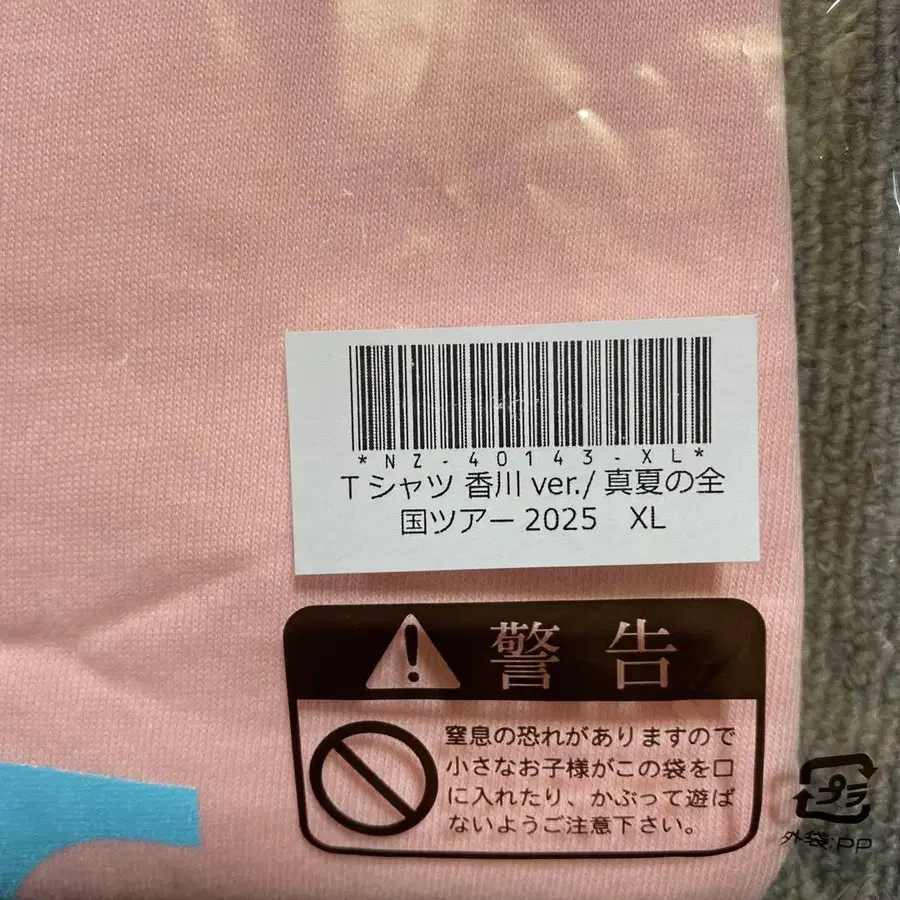 *NZ-40143-XL*
Tシャツ 香川 ver./ 真夏の全
国ツアー 2025　XL
警告
窒息の恐れがありますので
小さなお子様がこの袋を口
に入れたり、かぶって遊ば
ないようご注意下さい。
プラ
外袋:PP